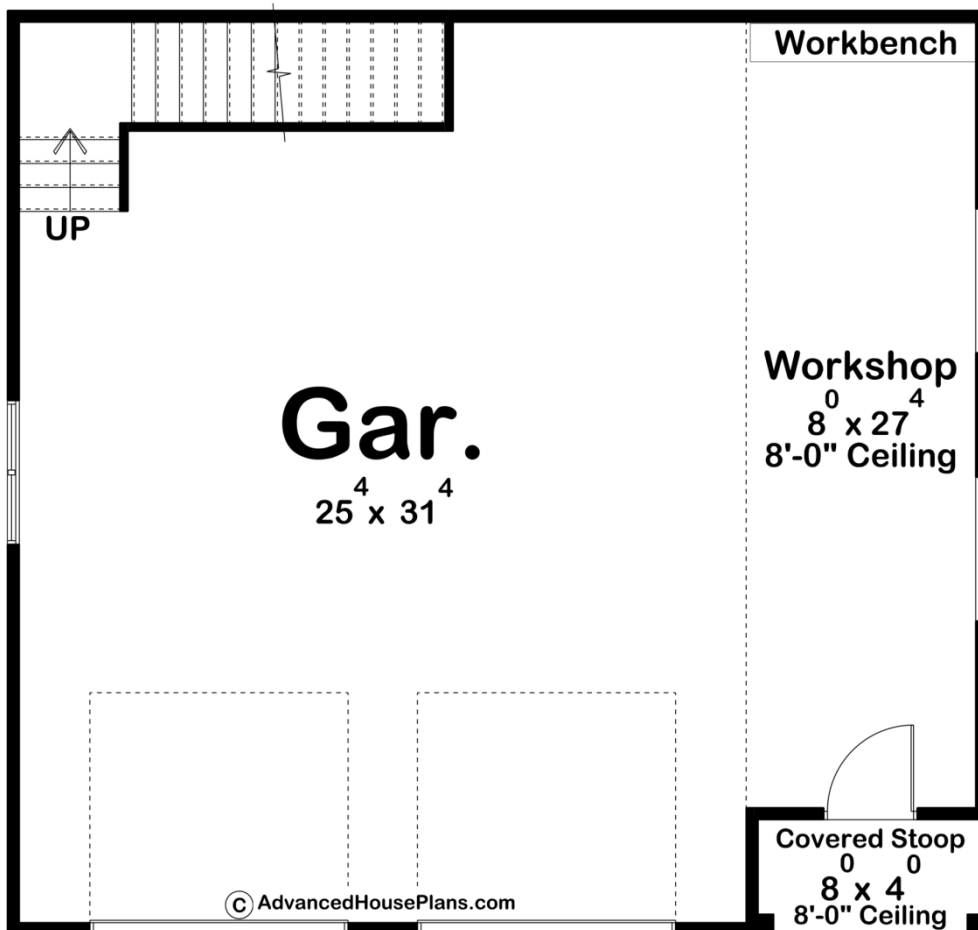 Workbench
UP
Gar.
25⁴ x 31⁴
Workshop
8⁰ x 27⁴
8'-0" Ceiling
Covered Stoop
8⁰ x 4⁰
8'-0" Ceiling
© AdvancedHousePlans.com